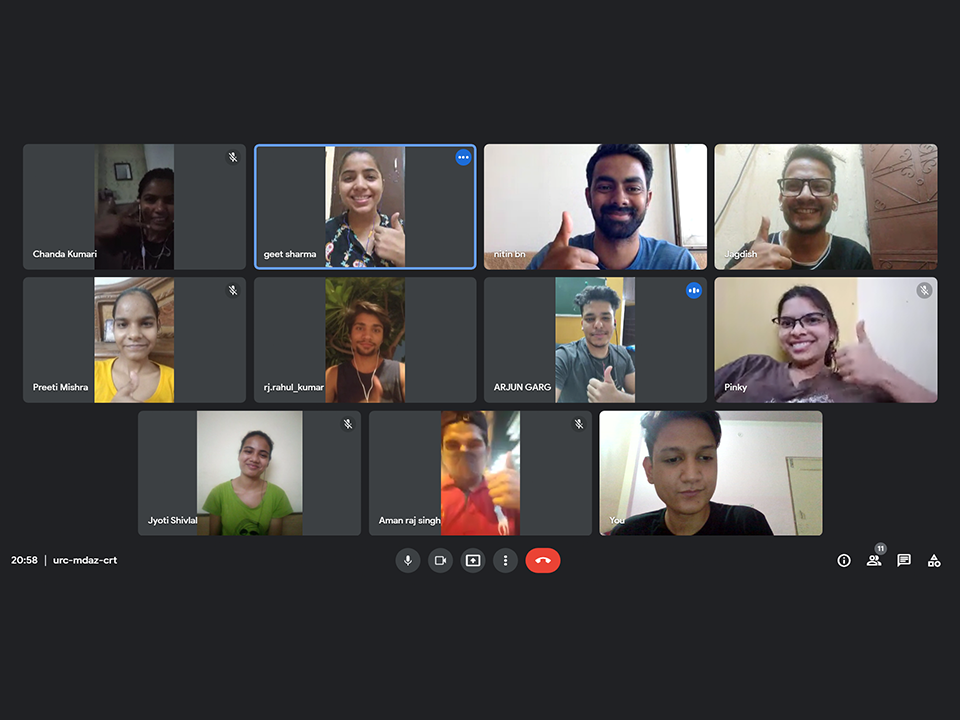 Chanda Kumari
geet sharma
nitin bn
Jagdish
Preeti Mishra
rj.rahul_kumar
ARJUN GARG
Pinky
Jyoti Shivlal
Aman raj singh
You
20:58 | urc-mdaz-crt
11